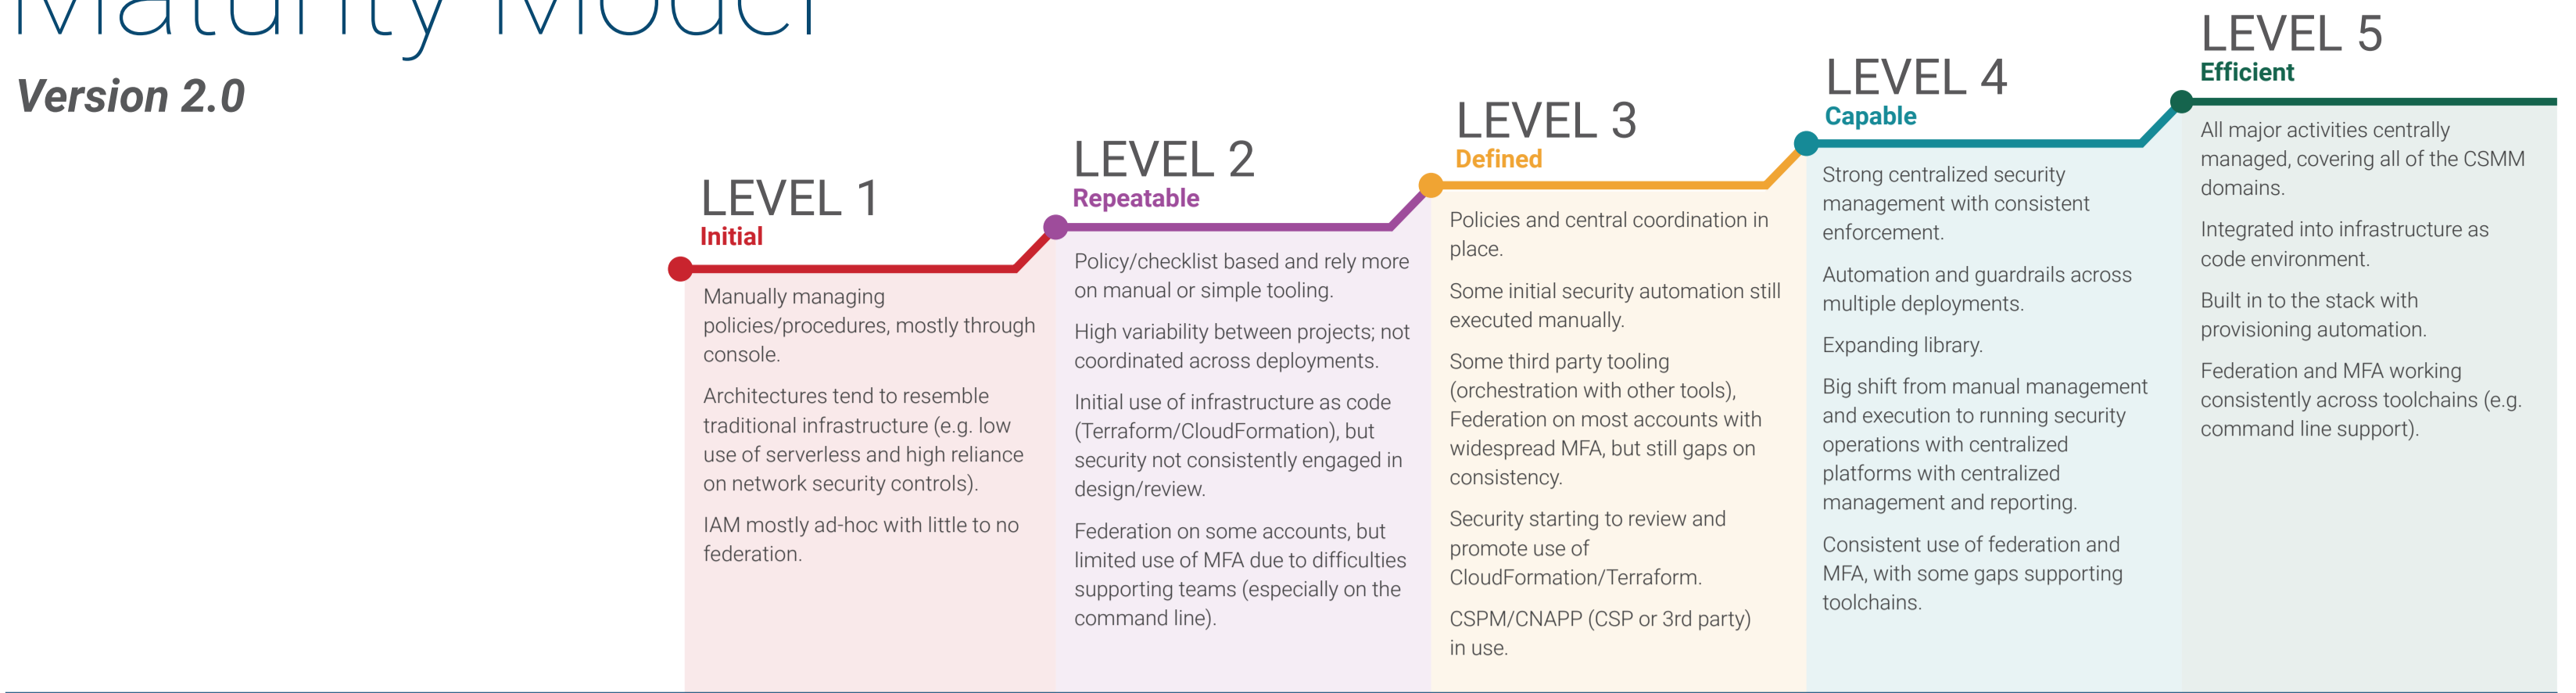 Maturity Model
Version 2.0
LEVEL 1
Initial
Manually managing
policies/procedures, mostly through
console.
Architectures tend to resemble
traditional infrastructure (e.g. low
use of serverless and high reliance
on network security controls).
IAM mostly ad-hoc with little to no
federation.
LEVEL 2
Repeatable
Policy/checklist based and rely more
on manual or simple tooling.
High variability between projects; not
coordinated across deployments.
Initial use of infrastructure as code
(Terraform/CloudFormation), but
security not consistently engaged in
design/review.
Federation on some accounts, but
limited use of MFA due to difficulties
supporting teams (especially on the
command line).
LEVEL 3
Defined
Policies and central coordination in
place.
Some initial security automation still
executed manually.
Some third party tooling
(orchestration with other tools),
Federation on most accounts with
widespread MFA, but still gaps on
consistency.
Security starting to review and
promote use of
CloudFormation/Terraform.
CSPM/CNAPP (CSP or 3rd party)
in use.
LEVEL 4
Capable
Strong centralized security
management with consistent
enforcement.
Automation and guardrails across
multiple deployments.
Expanding library.
Big shift from manual management
and execution to running security
operations with centralized
platforms with centralized
management and reporting.
Consistent use of federation and
MFA, with some gaps supporting
toolchains.
LEVEL 5
Efficient
All major activities centrally
managed, covering all of the CSMM
domains.
Integrated into infrastructure as
code environment.
Built in to the stack with
provisioning automation.
Federation and MFA working
consistently across toolchains (e.g.
command line support).